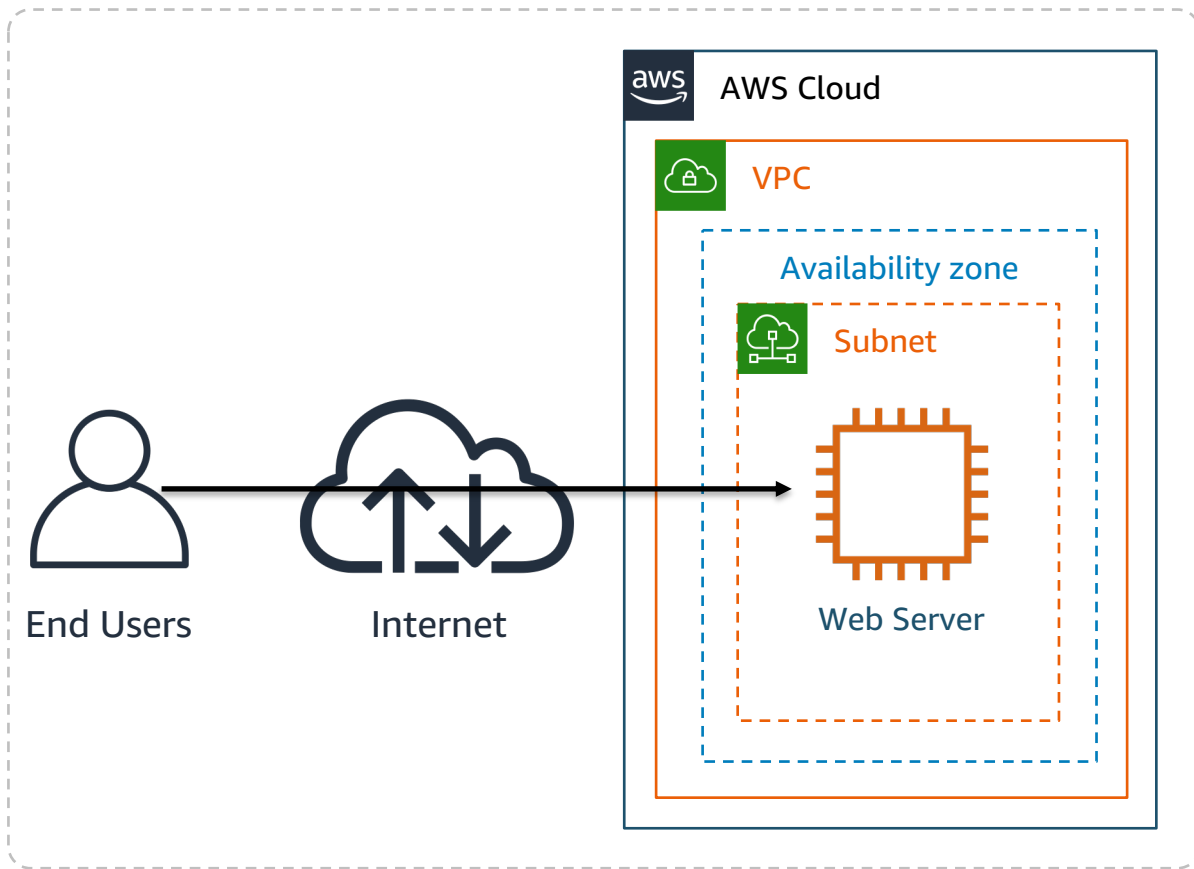 aws
AWS Cloud
VPC
Availability zone
Subnet
End Users
Internet
Web Server